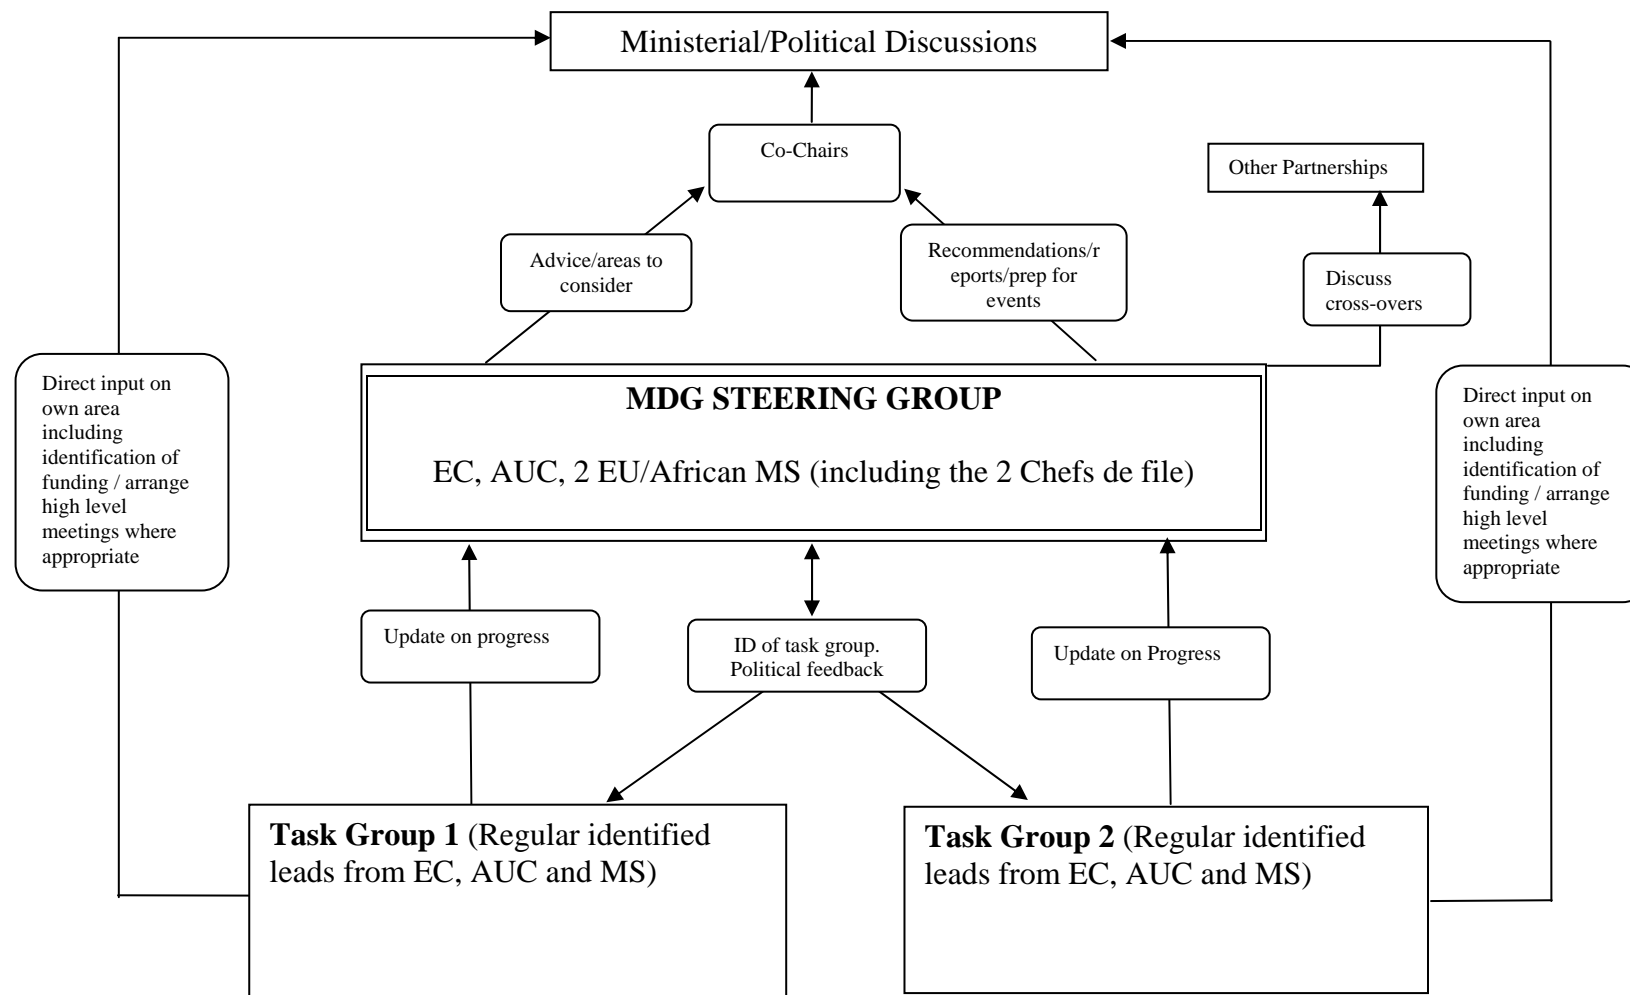 Ministerial/Political Discussions
Co-Chairs
Other Partnerships
Advice/areas to
consider
Recommendations/r
eports/prep for
events
Discuss
cross-overs
Direct input on
own area
including
identification of
funding / arrange
high level
meetings where
appropriate
MDG STEERING GROUP
EC, AUC, 2 EU/African MS (including the 2 Chefs de file)
Direct input on
own area
including
identification of
funding / arrange
high level
meetings where
appropriate
Update on progress
ID of task group.
Political feedback
Update on Progress
Task Group 1 (Regular identified
leads from EC, AUC and MS)
Task Group 2 (Regular identified
leads from EC, AUC and MS)